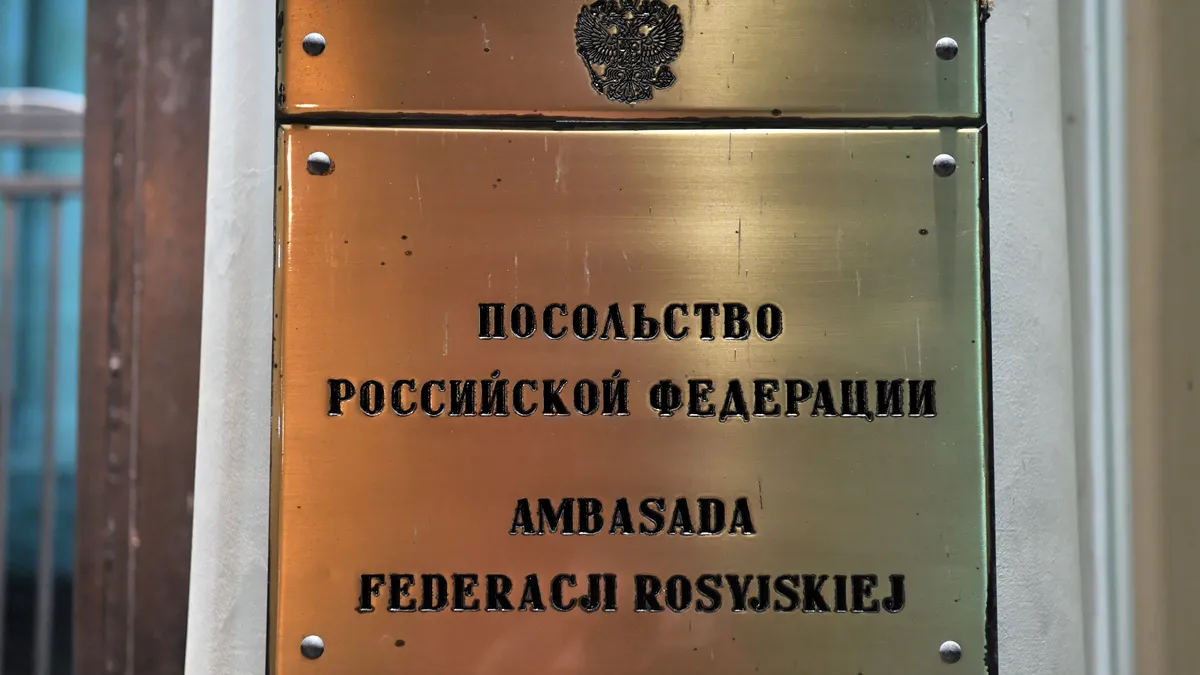 ПОСОЛЬСТВО
РОССИЙСКОЙ ФЕДЕРАЦИИ
AMBASADA
FEDERACJI ROSYJSKIEJ